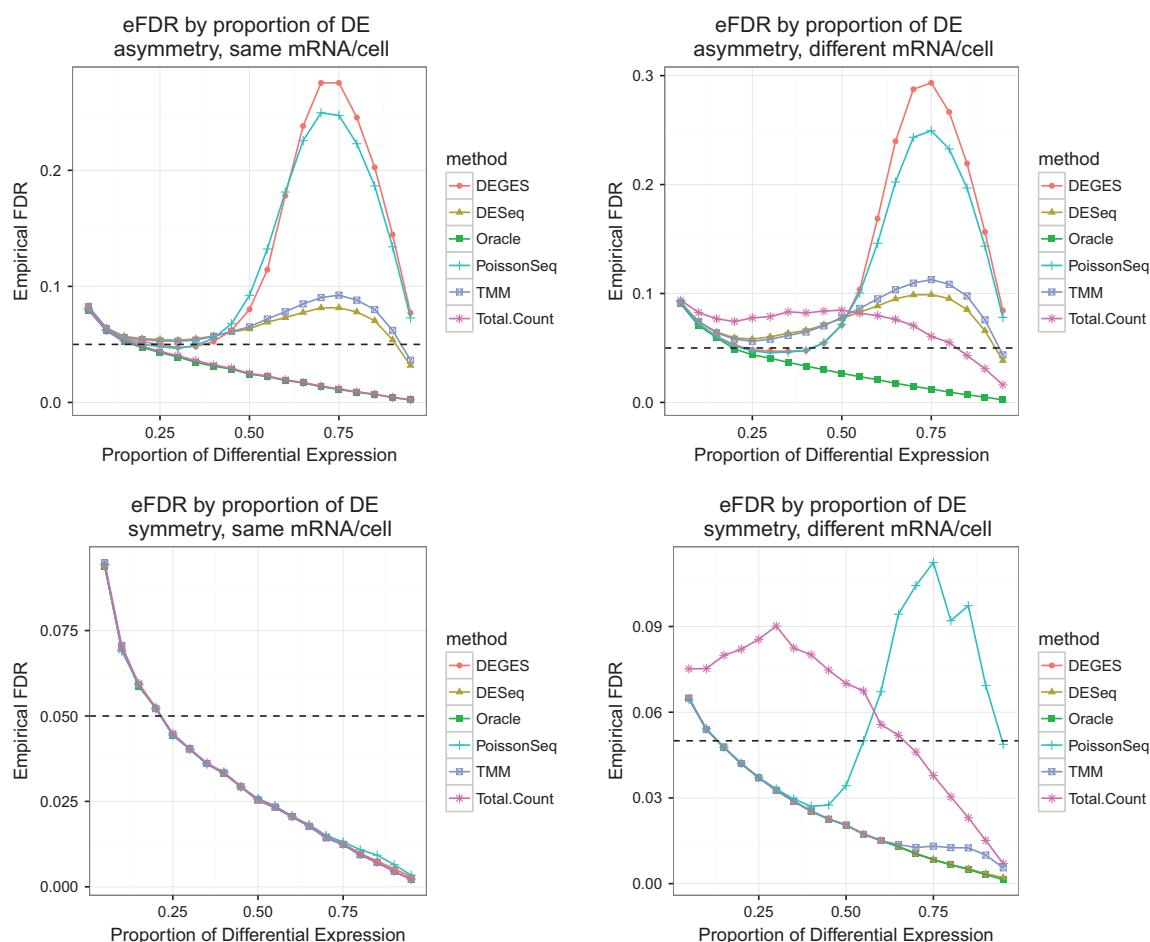 eFDR by proportion of DE
asymmetry, same mRNA/cell
Empirical FDR
0.2
0.1
0.0
0.25 0.50 0.75
Proportion of Differential Expression
method
DEGES
DESeq
Oracle
PoissonSeq
TMM
Total.Count
eFDR by proportion of DE
asymmetry, different mRNA/cell
Empirical FDR
0.3
0.2
0.1
0.0
0.25 0.50 0.75
Proportion of Differential Expression
method
DEGES
DESeq
Oracle
PoissonSeq
TMM
Total.Count
eFDR by proportion of DE
symmetry, same mRNA/cell
Empirical FDR
0.075
0.050
0.025
0.000
0.25 0.50 0.75
Proportion of Differential Expression
method
DEGES
DESeq
Oracle
PoissonSeq
TMM
Total.Count
eFDR by proportion of DE
symmetry, different mRNA/cell
Empirical FDR
0.09
0.06
0.03
0.00
0.25 0.50 0.75
Proportion of Differential Expression
method
DEGES
DESeq
Oracle
PoissonSeq
TMM
Total.Count